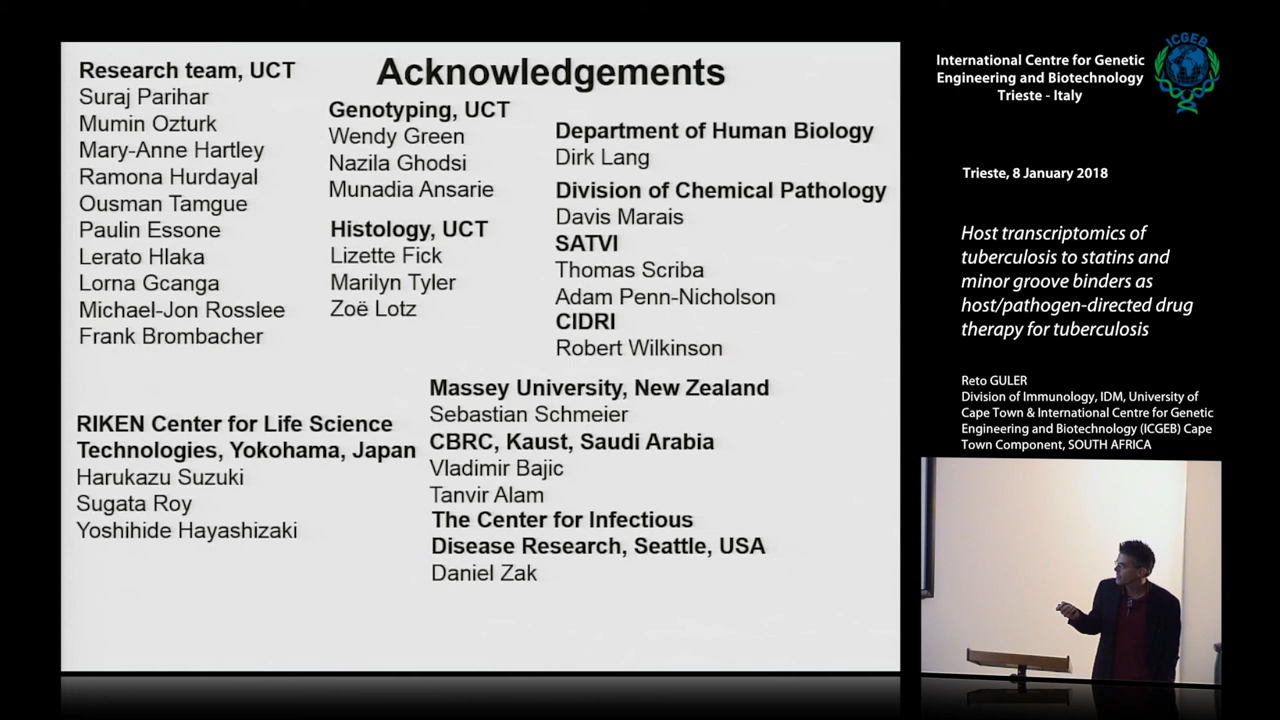 Acknowledgements
Research team, UCT
Suraj Parihar
Mumin Ozturk
Mary-Anne Hartley
Ramona Hurdayal
Ousman Tamgue
Paulin Essone
Lerato Hlaka
Lorna Gcanga
Michael-Jon Rosslee
Frank Brombacher
Genotyping, UCT
Wendy Green
Nazila Ghodsi
Munadia Ansarie
Histology, UCT
Lizette Fick
Marilyn Tyler
Zoë Lotz
Department of Human Biology
Dirk Lang
Division of Chemical Pathology
Davis Marais
SATVI
Thomas Scriba
Adam Penn-Nicholson
CIDRI
Robert Wilkinson
RIKEN Center for Life Science
Technologies, Yokohama, Japan
Harukazu Suzuki
Sugata Roy
Yoshihide Hayashizaki
Massey University, New Zealand
Sebastian Schmeier
CBRC, Kaust, Saudi Arabia
Vladimir Bajic
Tanvir Alam
The Center for Infectious
Disease Research, Seattle, USA
Daniel Zak
International Centre for Genetic
Engineering and Biotechnology
Trieste - Italy
ICGEB
Trieste, 8 January 2018
Host transcriptomics of
tuberculosis to statins and
minor groove binders as
host/pathogen-directed drug
therapy for tuberculosis
Reto GULER
Division of Immunology, IDM, University of
Cape Town & International Centre for Genetic
Engineering and Biotechnology (ICGEB) Cape
Town Component, SOUTH AFRICA